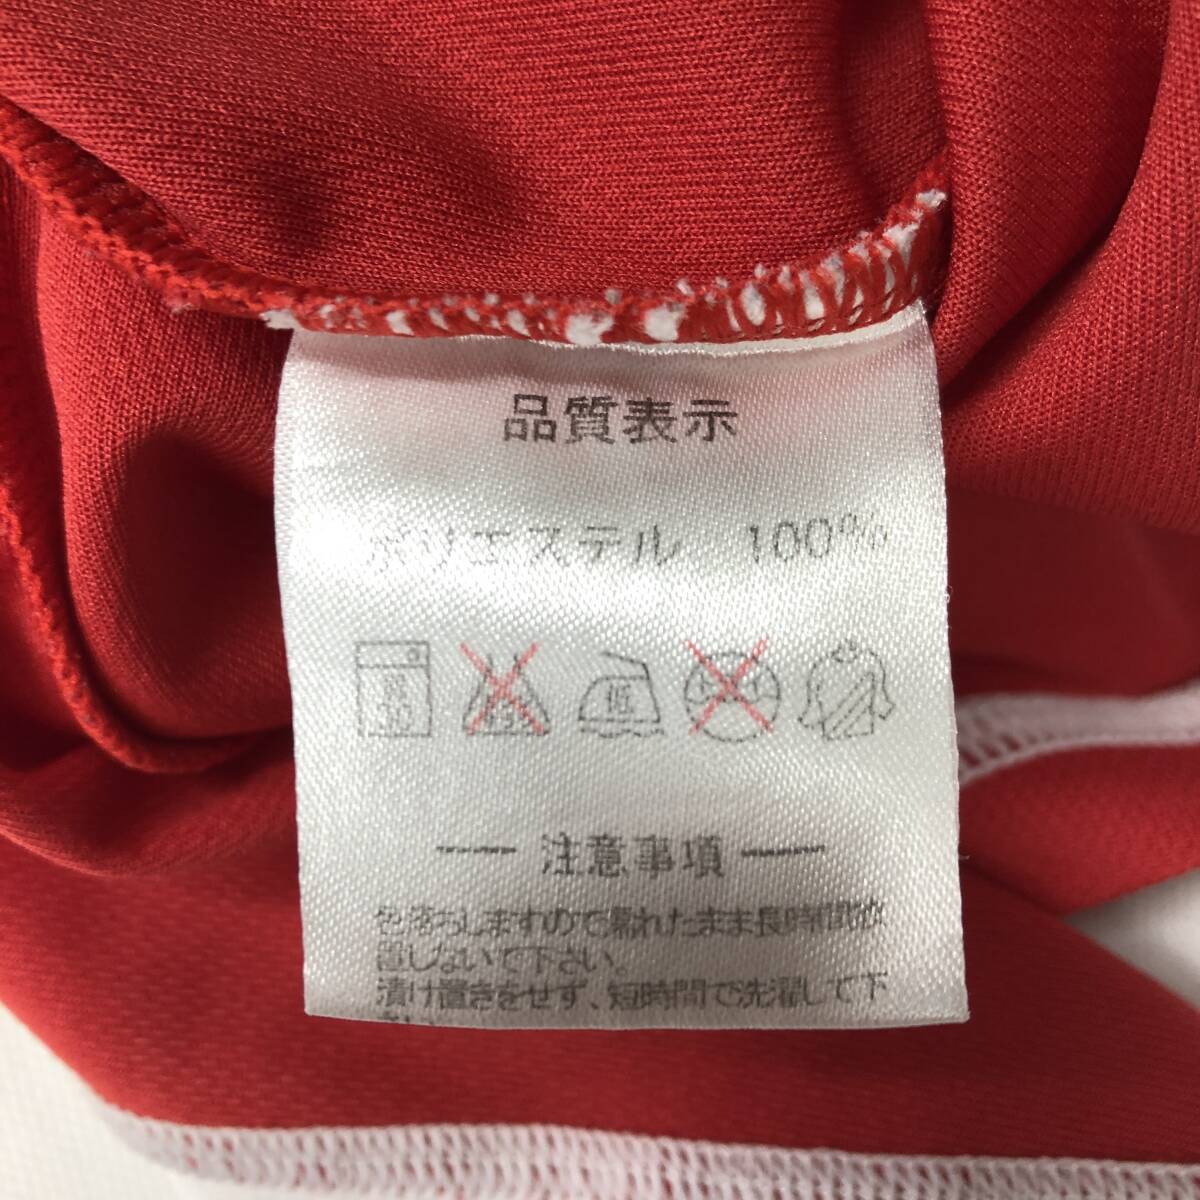 品質表示
ポリエステル 100%
30
低
注意事項
色落ちしますので濡れたまま長時間放
置しないで下さい。
漬け置きをせず、短時間で洗濯して下